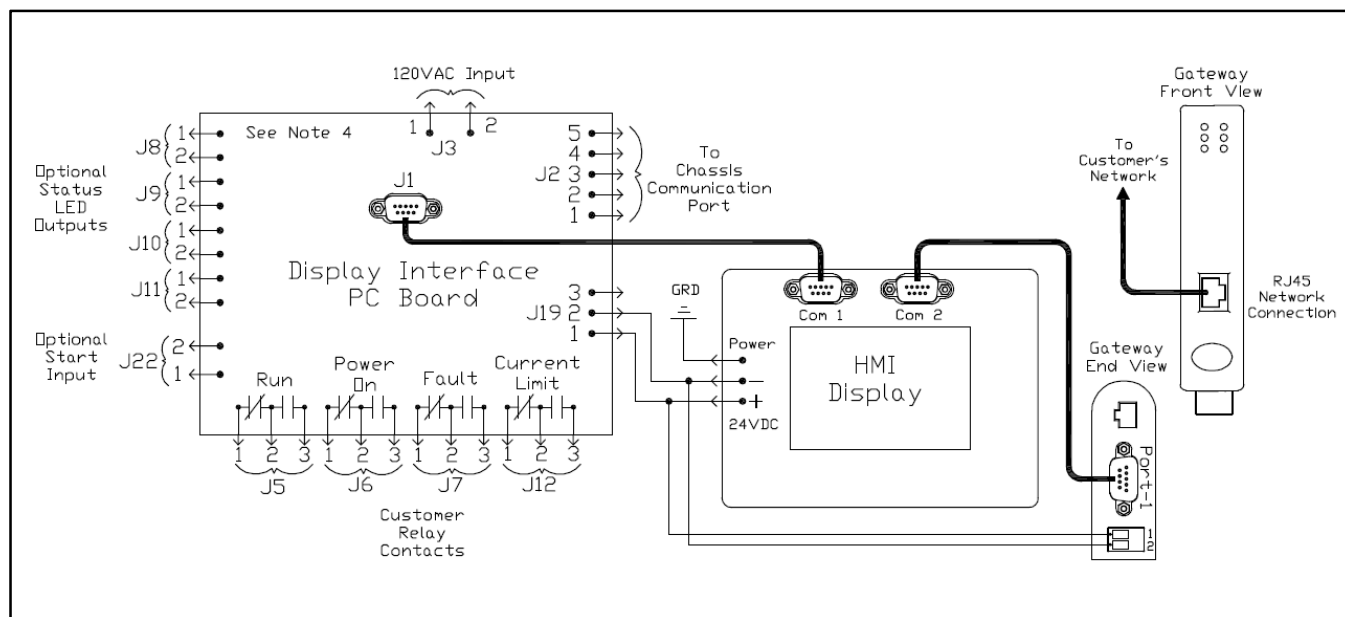 120VAC Input
Gateway
Front View
See Note 4
1 2
J3
J8 1
2
J9 1
2
J10 1
2
J11 1
2
Optional
Status
LED
Outputs
5
4
J2 3
2
1
To
Chassis
Communication
Port
To
Customer's
Network
J1
Display Interface
PC Board
3
J19 2
1
GRD
Com 1
Com 2
RJ45
Network
Connection
Optional
Start
Input
J22 2
1
Power
HMI
Display
−
+
24VDC
Gateway
End View
Run
Power
On
Fault
Current
Limit
1 2 3
1 2 3
1 2 3
1 2 3
J5
J6
J7
J12
Customer
Relay
Contacts
Port-1
1
2